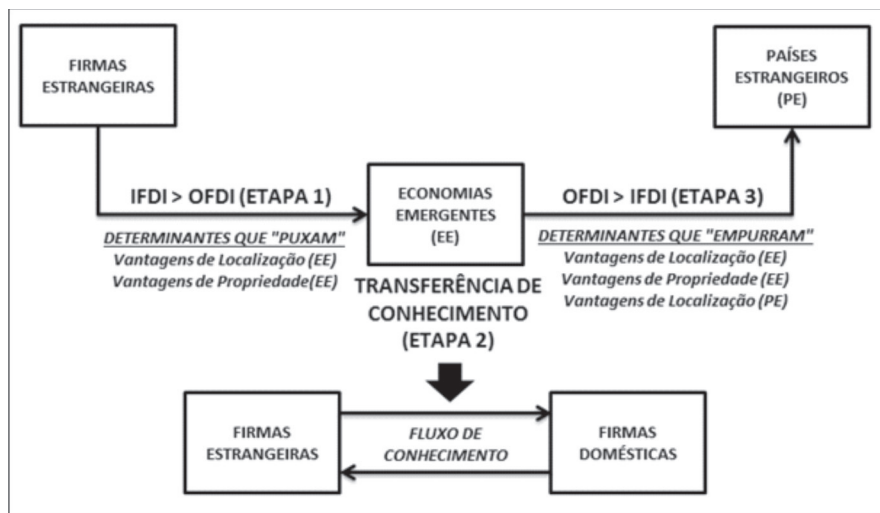 FIRMAS
ESTRANGEIRAS
PAÍSES
ESTRANGEIROS
(PE)
IFDI > OFDI (ETAPA 1)
DETERMINANTES QUE "PUXAM"
Vantagens de Localização (EE)
Vantagens de Propriedade(EE)
ECONOMIAS
EMERGENTES
(EE)
OFDI > IFDI (ETAPA 3)
DETERMINANTES QUE "EMPURRAM"
Vantagens de Localização (EE)
Vantagens de Propriedade (EE)
Vantagens de Localização (PE)
TRANSFERÊNCIA DE
CONHECIMENTO
(ETAPA 2)
FIRMAS
ESTRANGEIRAS
FLUXO DE
CONHECIMENTO
FIRMAS
DOMÉSTICAS